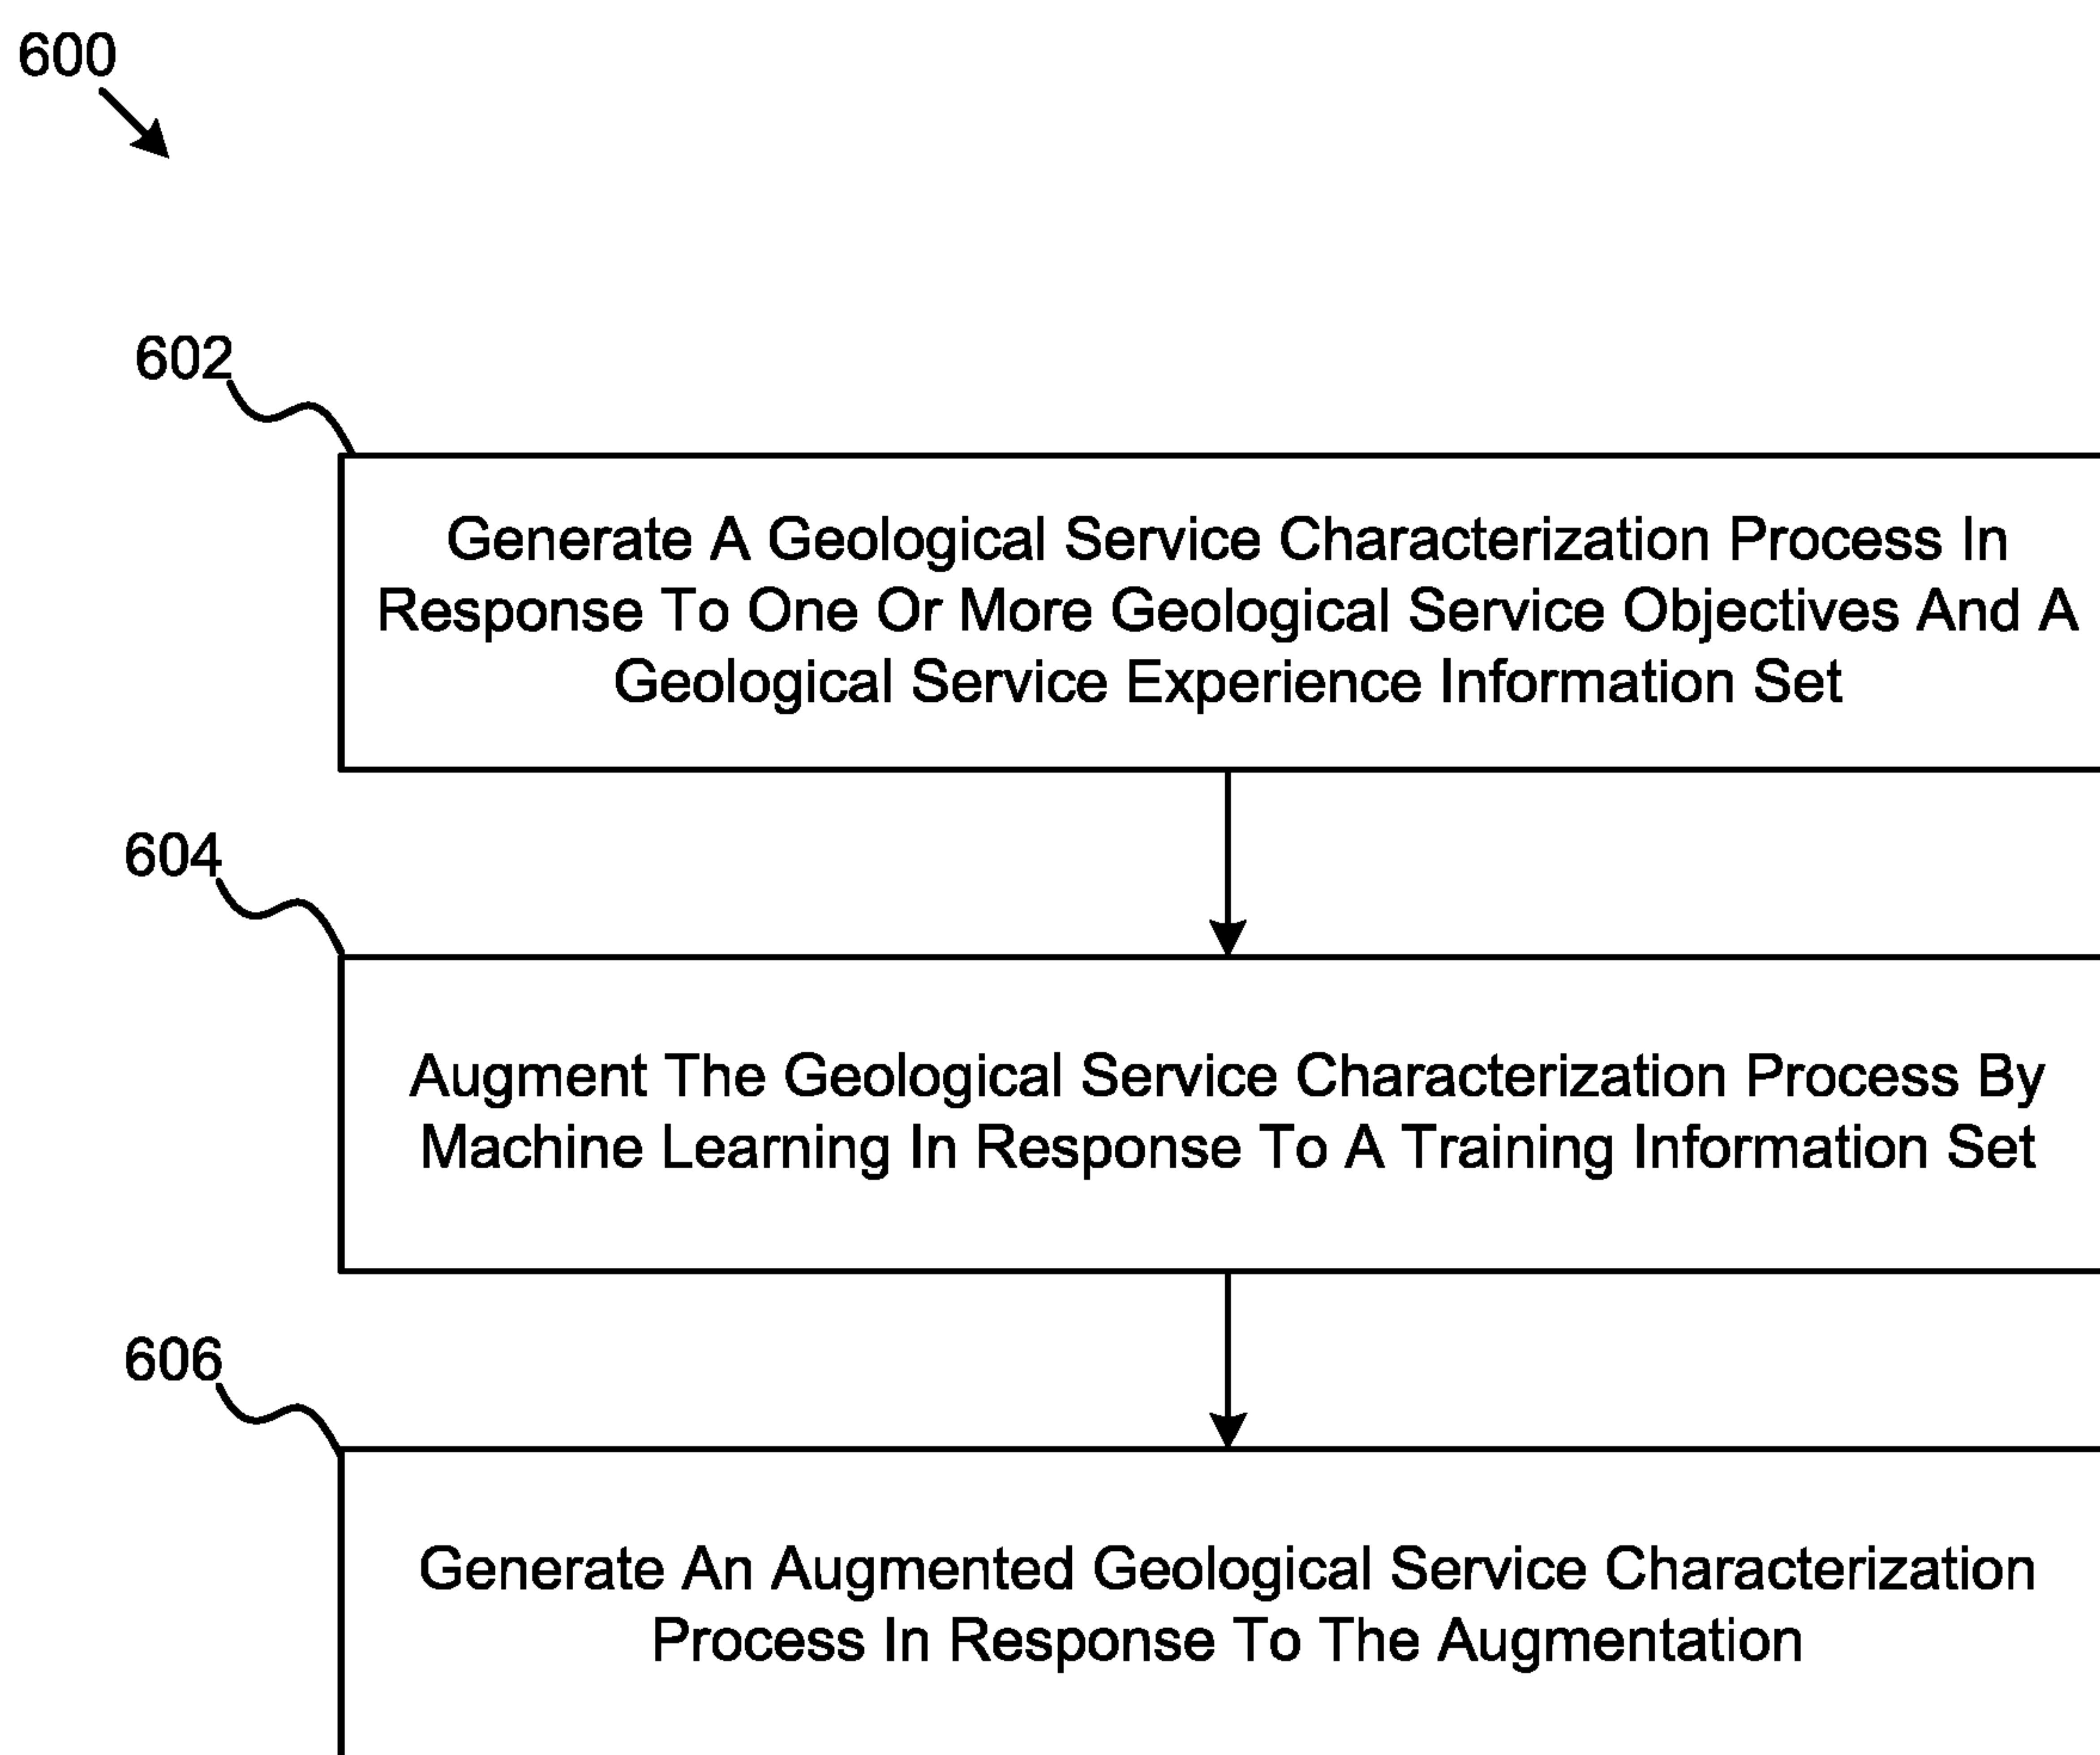 600
602
Generate A Geological Service Characterization Process In
Response To One Or More Geological Service Objectives And A
Geological Service Experience Information Set
604
Augment The Geological Service Characterization Process By
Machine Learning In Response To A Training Information Set
606
Generate An Augmented Geological Service Characterization
Process In Response To The Augmentation